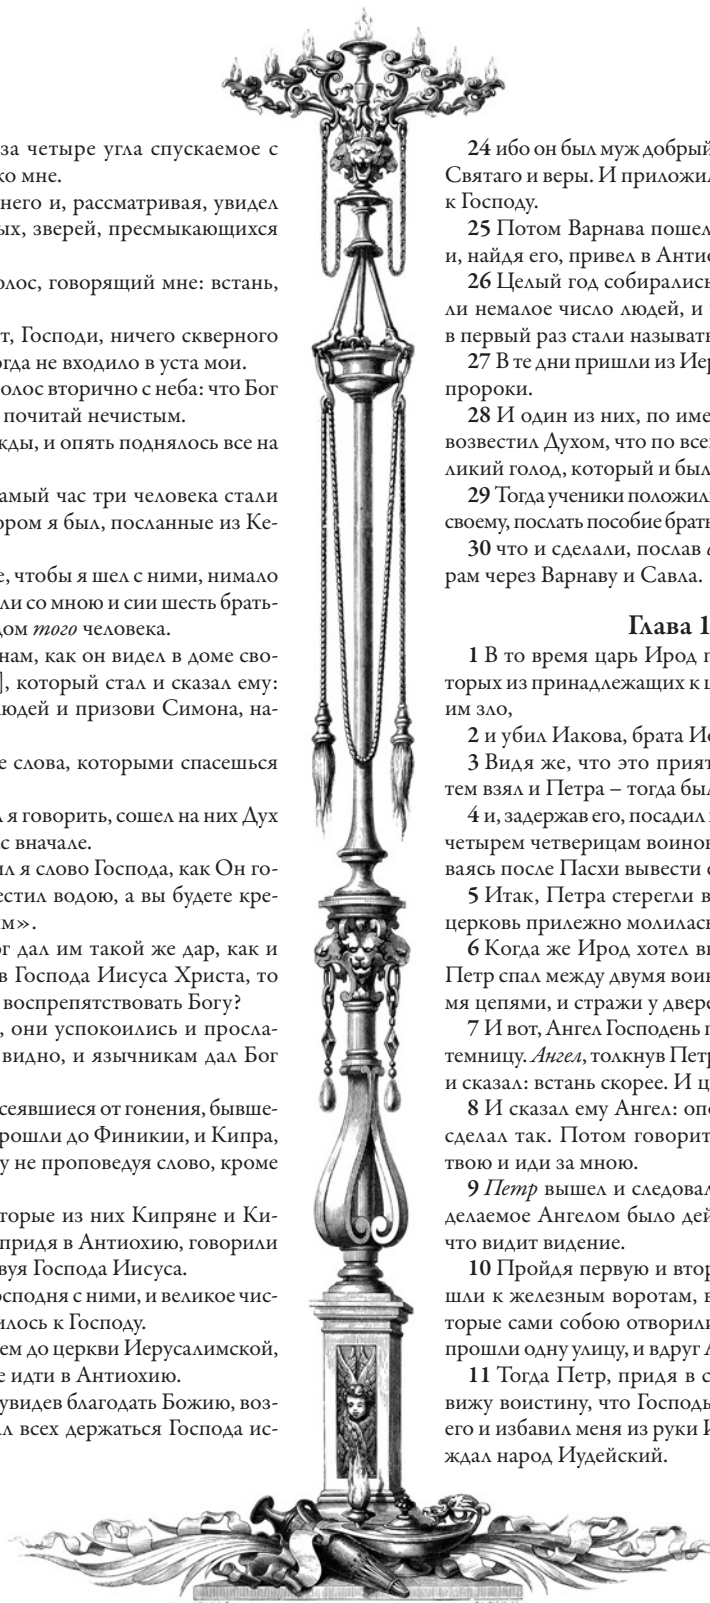 за четыре угла спускаемое с
ко мне.
него и, рассматривая, увидел
ых, зверей, пресмыкающихся
олос, говорящий мне: встань,
т, Господи, ничего скверного
огда не входило в уста мои.
олос вторично с неба: что Бог
почитай нечистым.
жды, и опять поднялось все на
амый час три человека стали
ором я был, посланные из Ке-
е, чтобы я шел с ними, нимало
ли со мною и сии шесть брать-
дом того человека.
нам, как он видел в доме сво-
], который стал и сказал ему:
людей и призови Симона, на-
е слова, которыми спасешься
л я говорить, сошел на них Дух
с вначале.
ил я слово Господа, как Он го-
естил водою, а вы будете кре-
м».
ог дал им такой же дар, как и
в Господа Иисуса Христа, то
воспрепятствовать Богу?
, они успокоились и просла-
видно, и язычникам дал Бог
сеявшиеся от гонения, бывше-
рошли до Финикии, и Кипра,
у не проповедуя слово, кроме
оторые из них Кипряне и Ки-
придя в Антиохию, говорили
вуя Господа Иисуса.
осподня с ними, и великое чис-
илось к Господу.
ем до церкви Иерусалимской,
е идти в Антиохию.
увидев благодать Божию, воз-
ал всех держаться Господа ис-
24 ибо он был муж добрый
Святаго и веры. И приложил
к Господу.
25 Потом Варнава пошел
и, найдя его, привел в Антио
26 Целый год собирались
ли немалое число людей, и
в первый раз стали называть
27 В те дни пришли из Иер
пророки.
28 И один из них, по име
возвестил Духом, что по все
ликий голод, который и был
29 Тогда ученики положил
своему, послать пособие брать
30 что и сделали, послав
рам через Варнаву и Савла.
Глава 1
1 В то время царь Ирод п
торых из принадлежащих к ц
им зло,
2 и убил Иакова, брата Ио
3 Видя же, что это прият
тем взял и Петра – тогда был
4 и, задержав его, посадил
четырем четверицам воинов
ваясь после Пасхи вывести е
5 Итак, Петра стерегли в
церковь прилежно молилась
6 Когда же Ирод хотел вы
Петр спал между двумя воин
мя цепями, и стражи у двере
7 И вот, Ангел Господень п
темницу. Ангел, толкнув Петр
и сказал: встань скорее. И ц
8 И сказал ему Ангел: опо
сделал так. Потом говорит
твою и иди за мною.
9 Петр вышел и следовал
делаемое Ангелом было дей
что видит видение.
10 Пройдя первую и втор
шли к железным воротам, в
торые сами собою отворили
прошли одну улицу, и вдруг А
11 Тогда Петр, придя в с
вижу воистину, что Господь
его и избавил меня из руки И
ждал народ Иудейский.